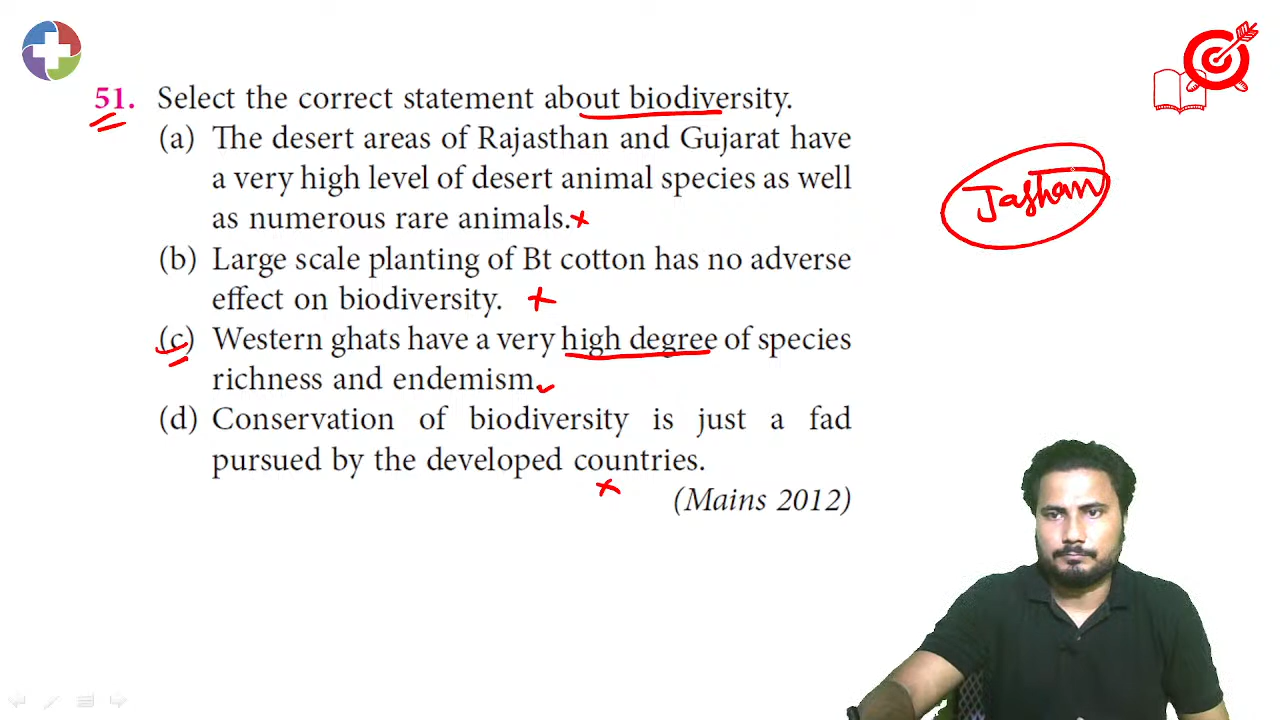 51. Select the correct statement about biodiversity.
(a) The desert areas of Rajasthan and Gujarat have
a very high level of desert animal species as well
as numerous rare animals.
Jashan
(b) Large scale planting of Bt cotton has no adverse
effect on biodiversity.
(c) Western ghats have a very high degree of species
richness and endemism.
(d) Conservation of biodiversity is just a fad
pursued by the developed countries.
(Mains 2012)